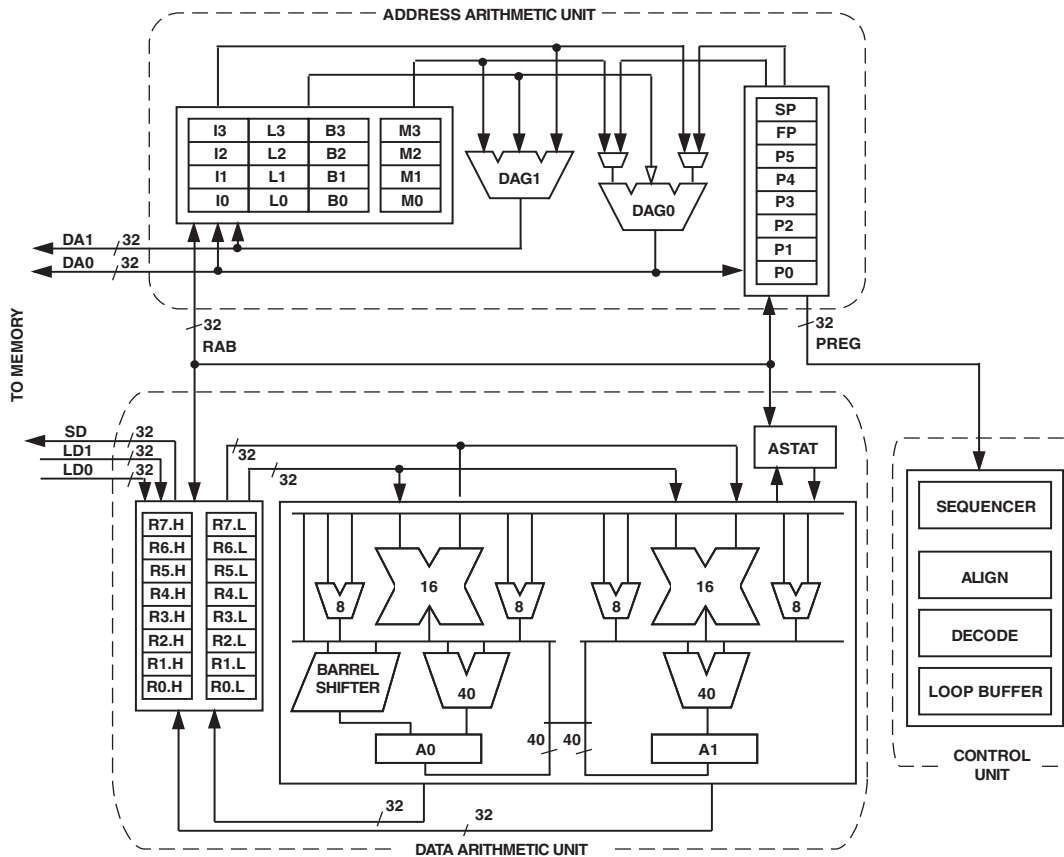 ADDRESS ARITHMETIC UNIT
I3 L3 B3 M3
I2 L2 B2 M2
I1 L1 B1 M1
I0 L0 B0 M0
DAG1
DAG0
SP
FP
P5
P4
P3
P2
P1
P0
DA1 32
DA0 32
32
RAB
32
PREG
TO MEMORY
SD 32
LD1 32
LD0 32
32
32
ASTAT
R7.H R7.L
R6.H R6.L
R5.H R5.L
R4.H R4.L
R3.H R3.L
R2.H R2.L
R1.H R1.L
R0.H R0.L
16
8
8
16
8
8
BARREL
SHIFTER
40
40
A0
40
40
A1
32
32
DATA ARITHMETIC UNIT
SEQUENCER
ALIGN
DECODE
LOOP BUFFER
CONTROL
UNIT